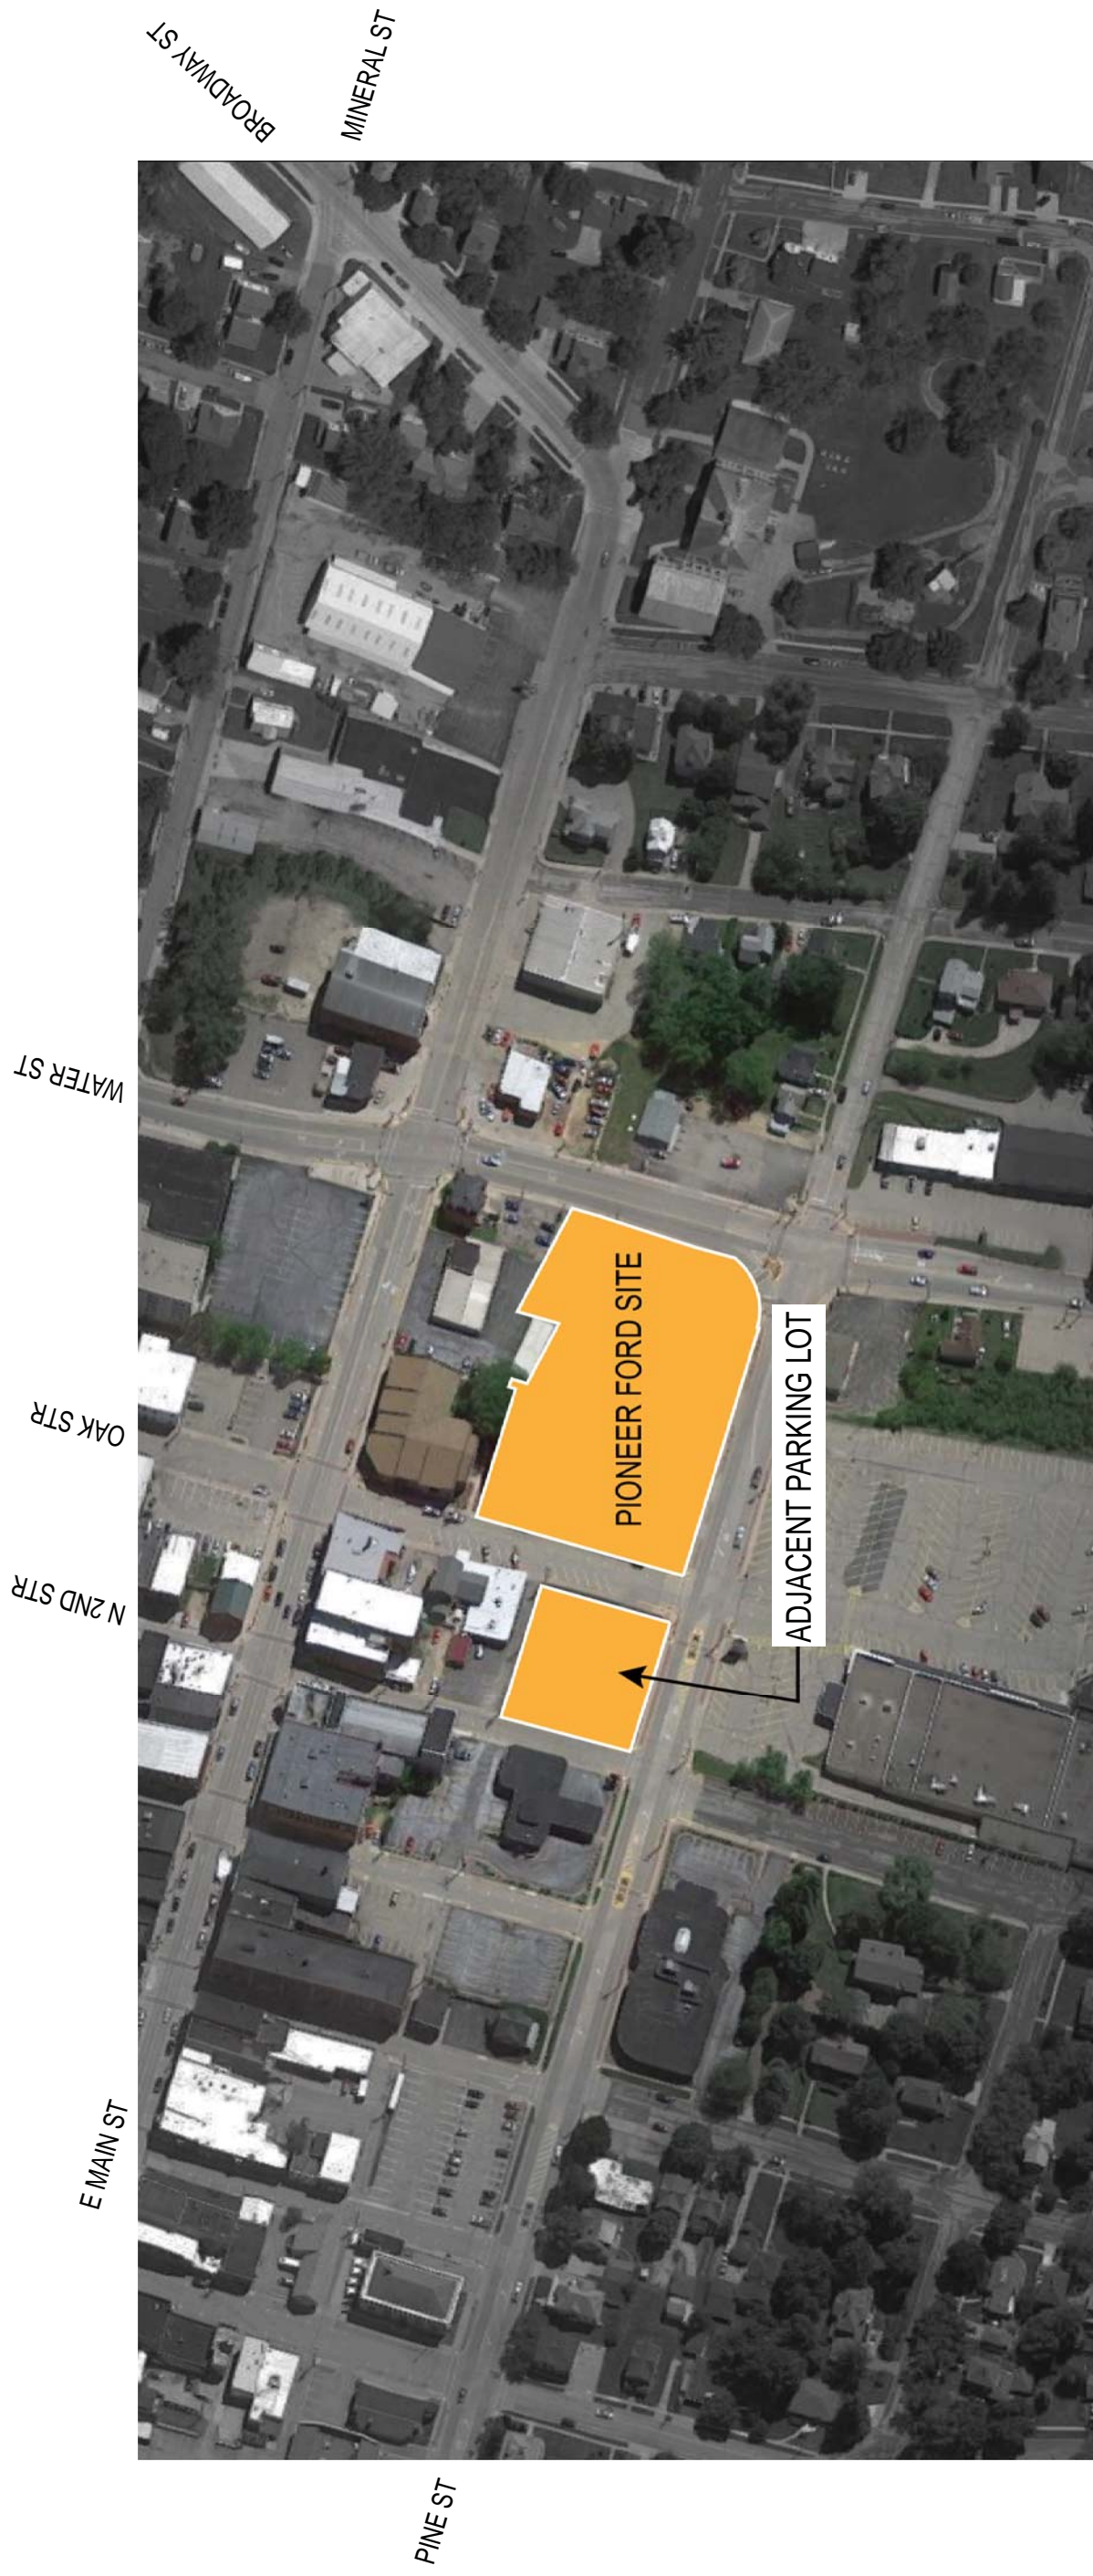 BROADWAY ST
MINERAL ST
WATER ST
OAK STR
N 2ND STR
E MAIN ST
PINE ST
PIONEER FORD SITE
ADJACENT PARKING LOT